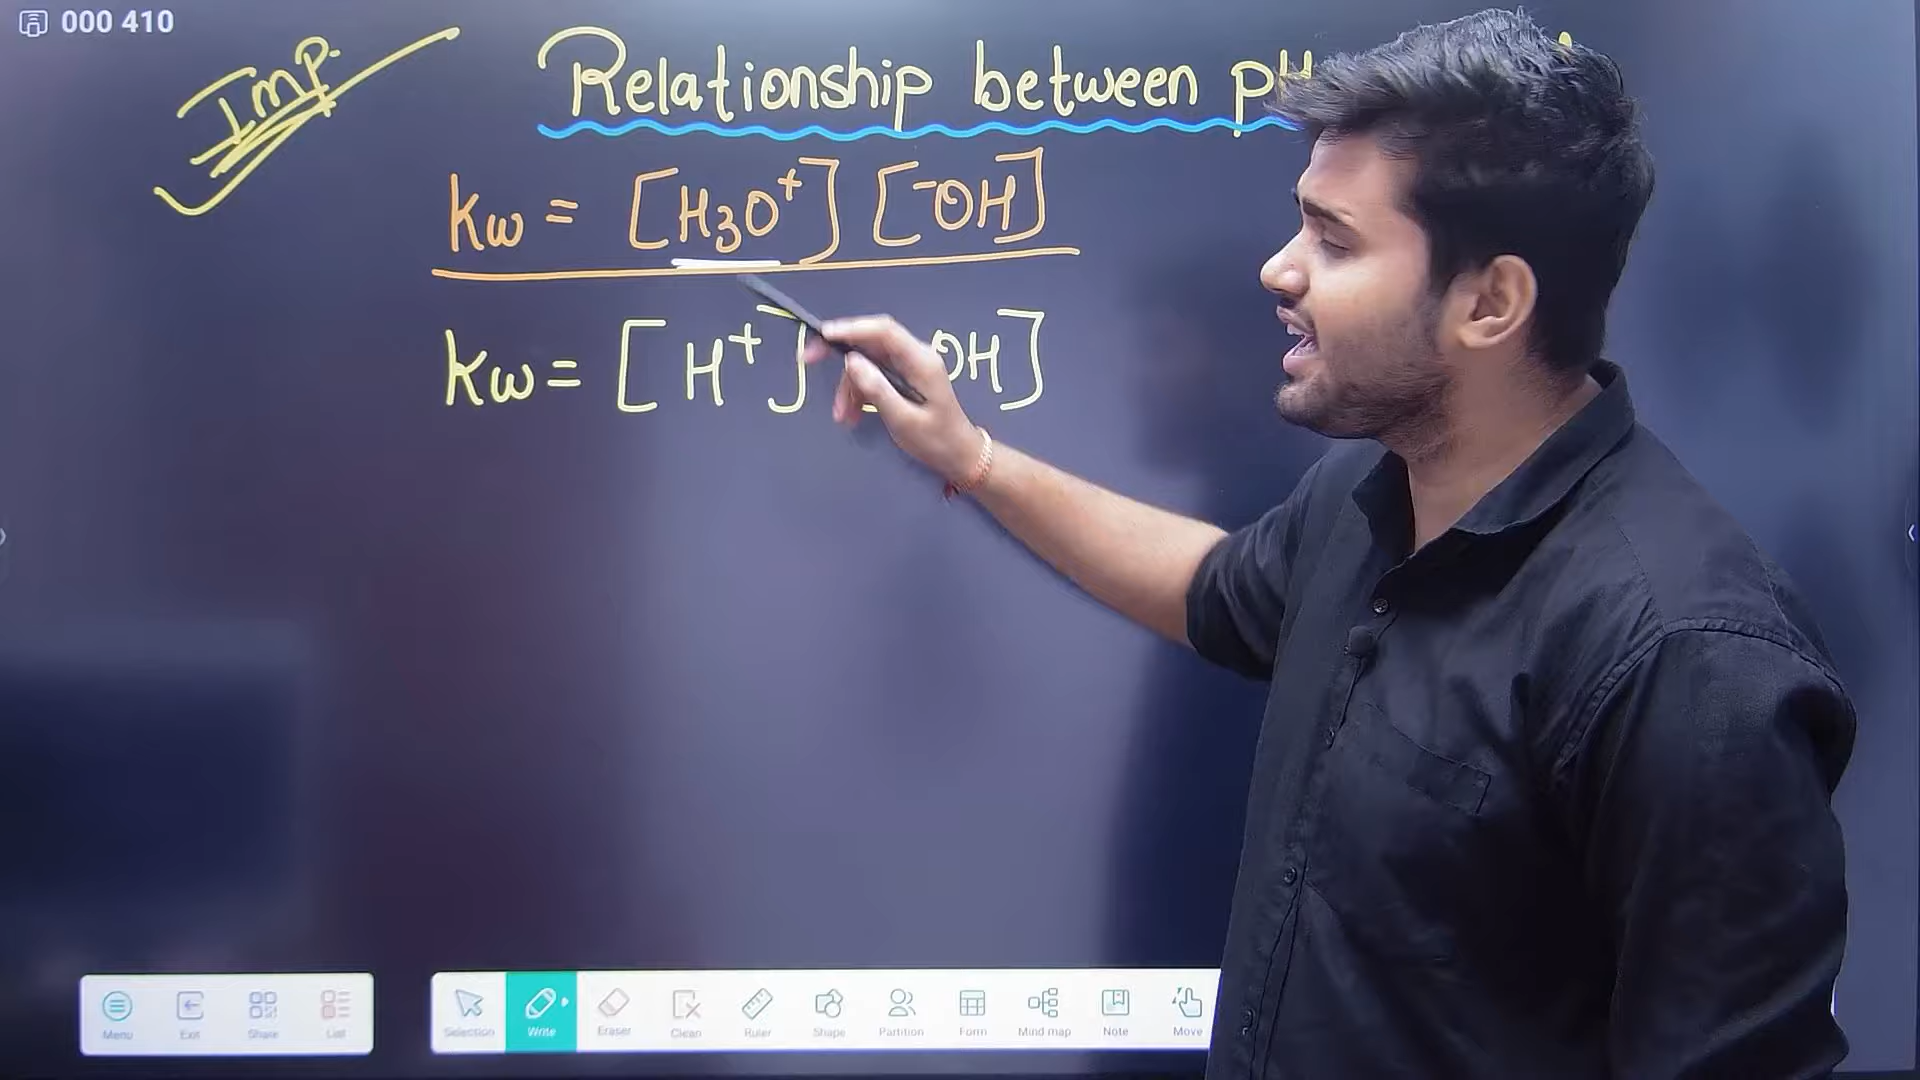 000 410
Imp.
Relationship between pH
kw = [H3O+] [-OH]
kw = [H+] OH]
Menu Exit Share List
Selection Write Eraser Clean Ruler Shape Partition Form Mind map Note Move